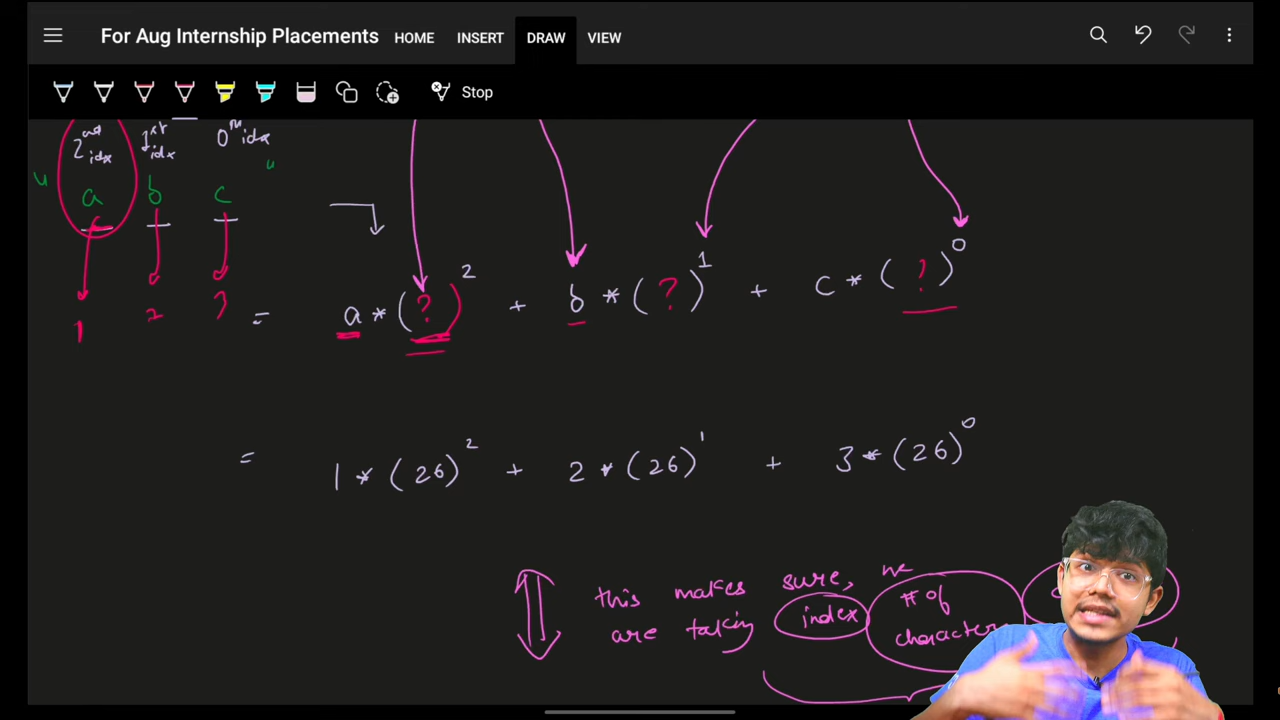 For Aug Internship Placements HOME INSERT DRAW VIEW
Stop
2nd idx 1st idx 0th idx
" a b c "
1 2 3
= a * (?)^2 + b * (?)^1 + c * (?)^0
= 1 * (26)^2 + 2 * (26)^1 + 3 * (26)^0
this makes sure, we
are taking index # of
character